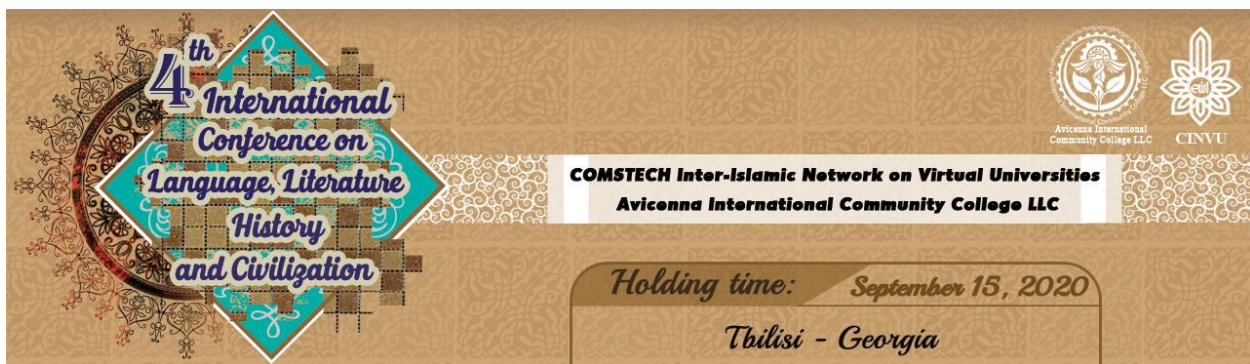 4th
International
Conference on
Language, Literature
History
and Civilization
Avicenna International
Community College LLC
CINVU
COMSTECH Inter-Islamic Network on Virtual Universities
Avicenna International Community College LLC
Holding time: September 15, 2020
Tbilisi - Georgia